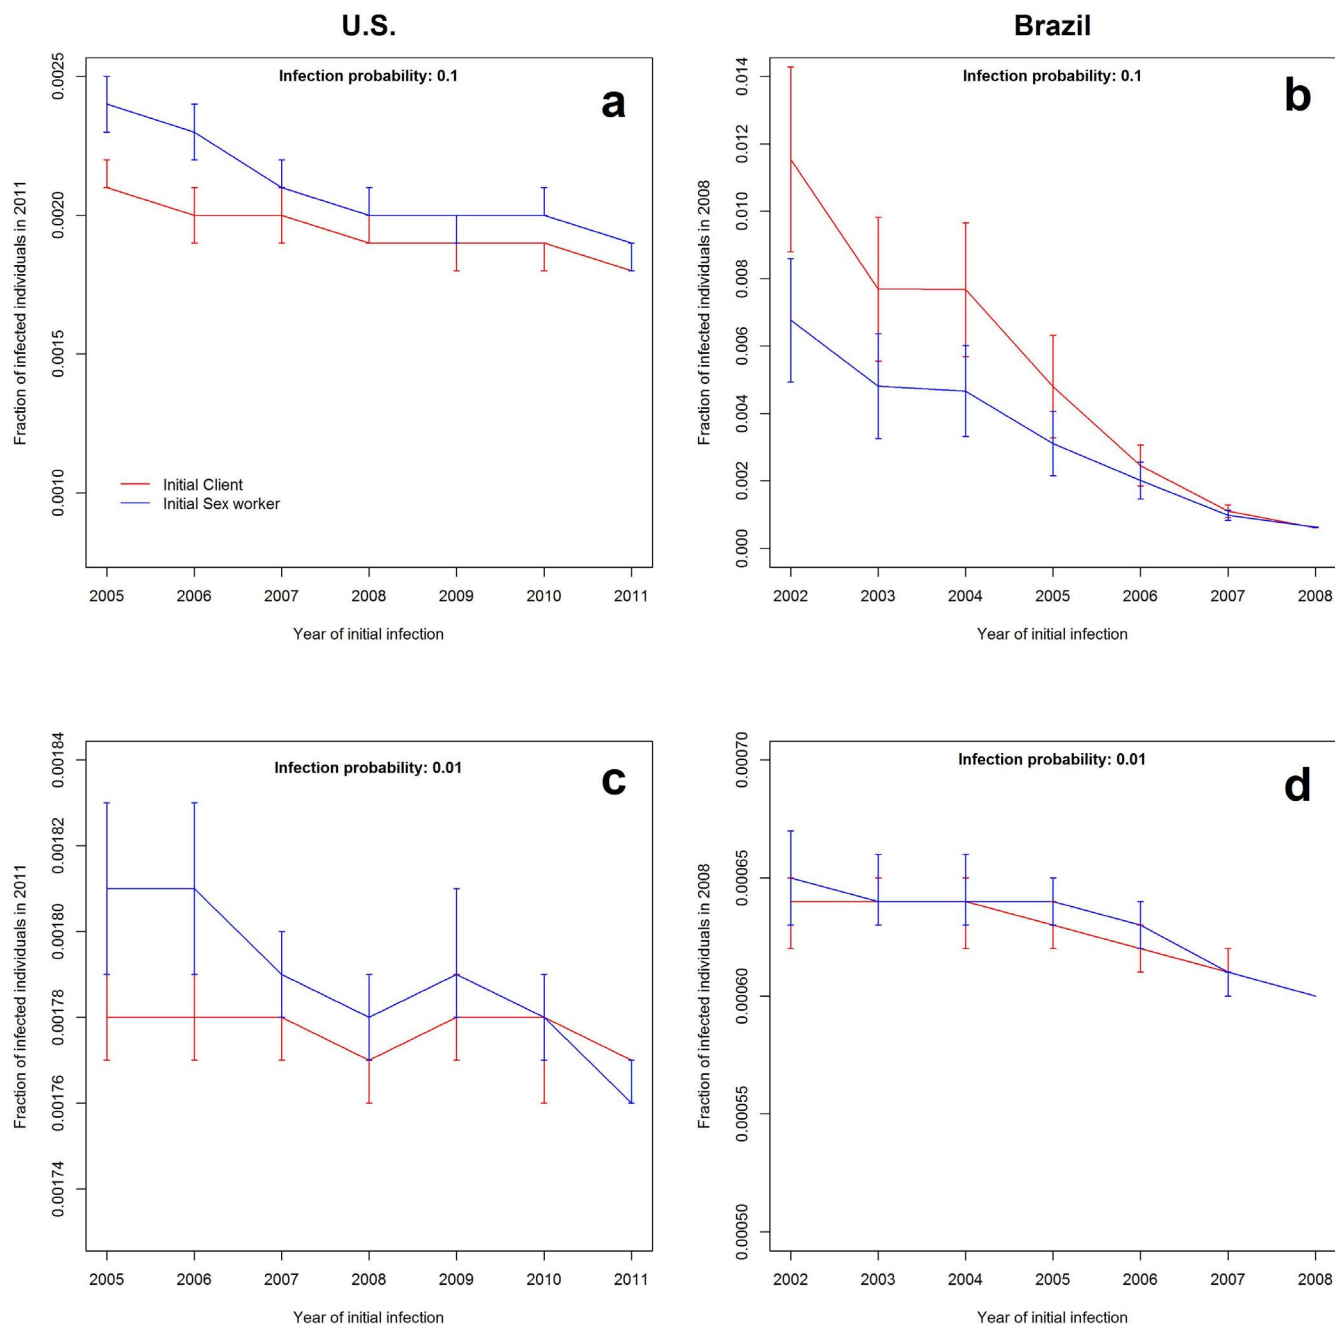 U.S.
Brazil
Infection probability: 0.1
a
Fraction of infected individuals in 2011
0.0025
0.0020
0.0015
0.0010
Initial Client
Initial Sex worker
2005 2006 2007 2008 2009 2010 2011
Year of initial infection
Infection probability: 0.1
b
Fraction of infected individuals in 2008
0.014
0.012
0.010
0.008
0.006
0.004
0.002
0.000
2002 2003 2004 2005 2006 2007 2008
Year of initial infection
Infection probability: 0.01
c
Fraction of infected individuals in 2011
0.00184
0.00182
0.00180
0.00178
0.00176
0.00174
2005 2006 2007 2008 2009 2010 2011
Year of initial infection
Infection probability: 0.01
d
Fraction of infected individuals in 2008
0.00070
0.00065
0.00060
0.00055
0.00050
2002 2003 2004 2005 2006 2007 2008
Year of initial infection